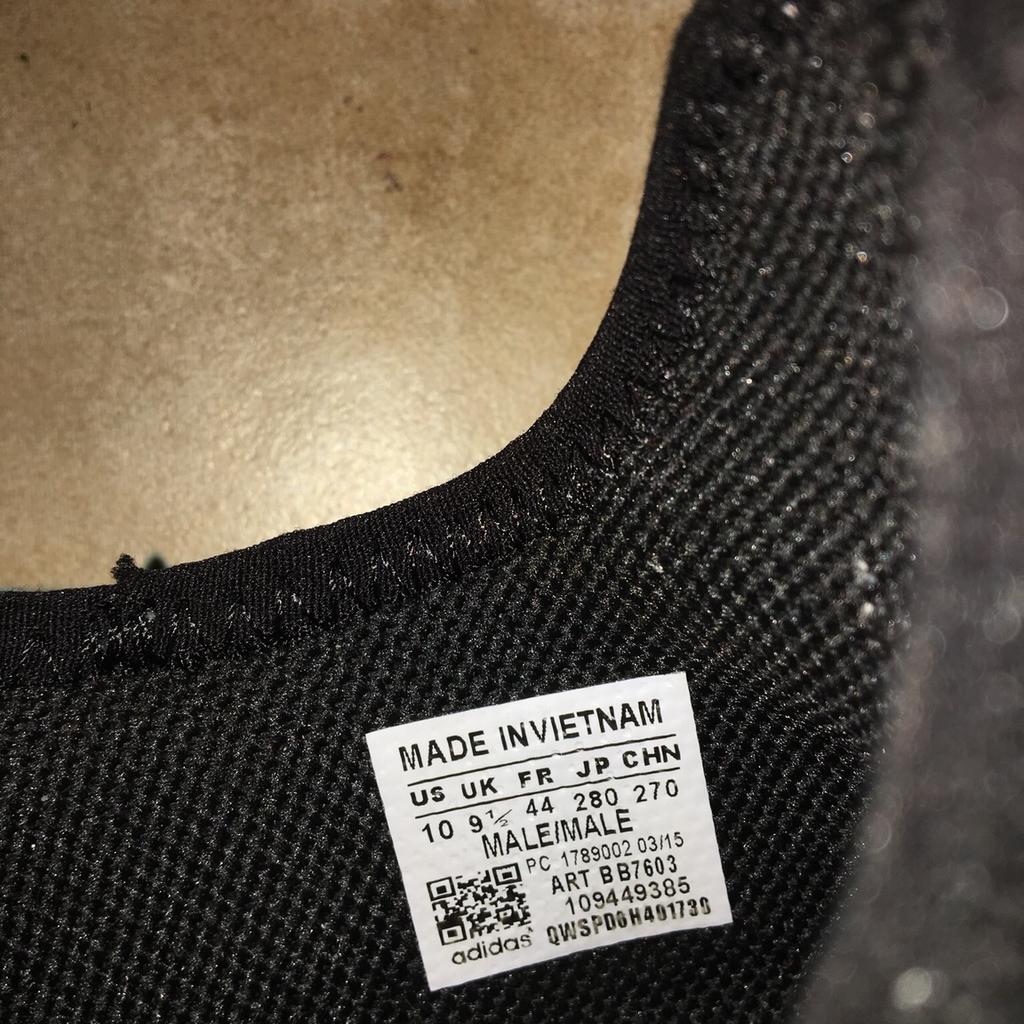 MADE INVIETNAM
US UK FR JP CHN
10 9½ 44 280 270
MALE/MALE
PC 1789002 03/15
ART BB7603
109449385
QWSPD6H401730
adidas